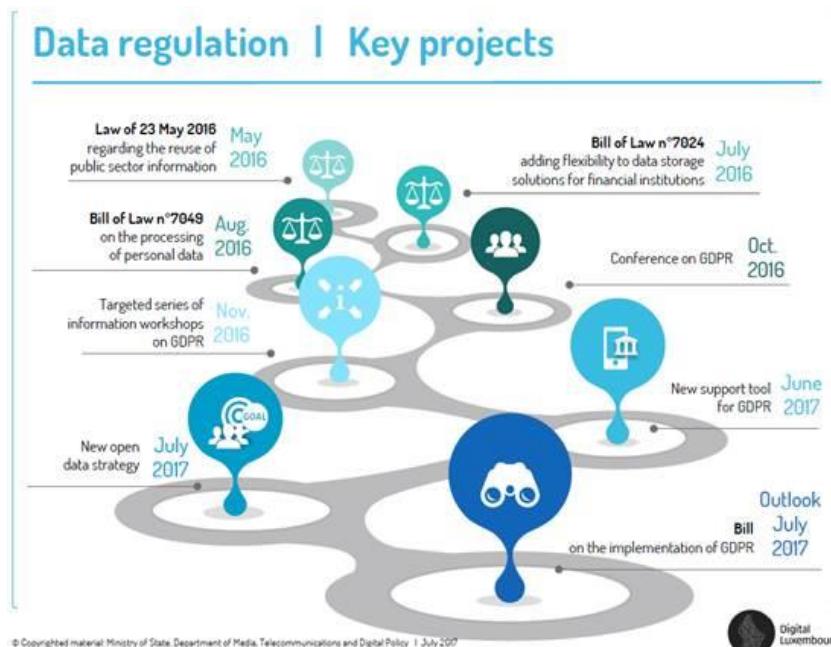 Data regulation | Key projects
Law of 23 May 2016
regarding the reuse of
public sector information
May
2016
Bill of Law n°7024
adding flexibility to data storage
solutions for financial institutions
July
2016
Bill of Law n°7049
on the processing
of personal data
Aug.
2016
Conference on GDPR
Oct.
2016
Targeted series of
information workshops
on GDPR
Nov.
2016
i
New support tool
for GDPR
June
2017
GOAL
New open
data strategy
July
2017
Outlook
July
2017
Bill
on the implementation of GDPR
© Copyrighted material: Ministry of State, Department of Media, Telecommunications and Digital Policy | July 2017
Digital
Luxembourg